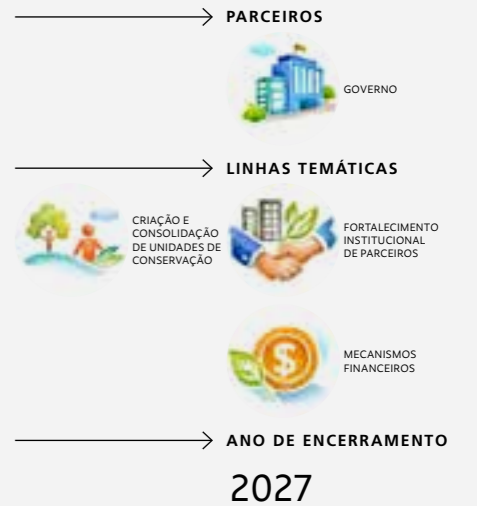 PARCEIROS
GOVERNO
LINHAS TEMÁTICAS
CRIAÇÃO E
CONSOLIDAÇÃO
DE UNIDADES DE
CONSERVAÇÃO
FORTALECIMENTO
INSTITUCIONAL
DE PARCEIROS
MECANISMOS
FINANCEIROS
ANO DE ENCERRAMENTO
2027